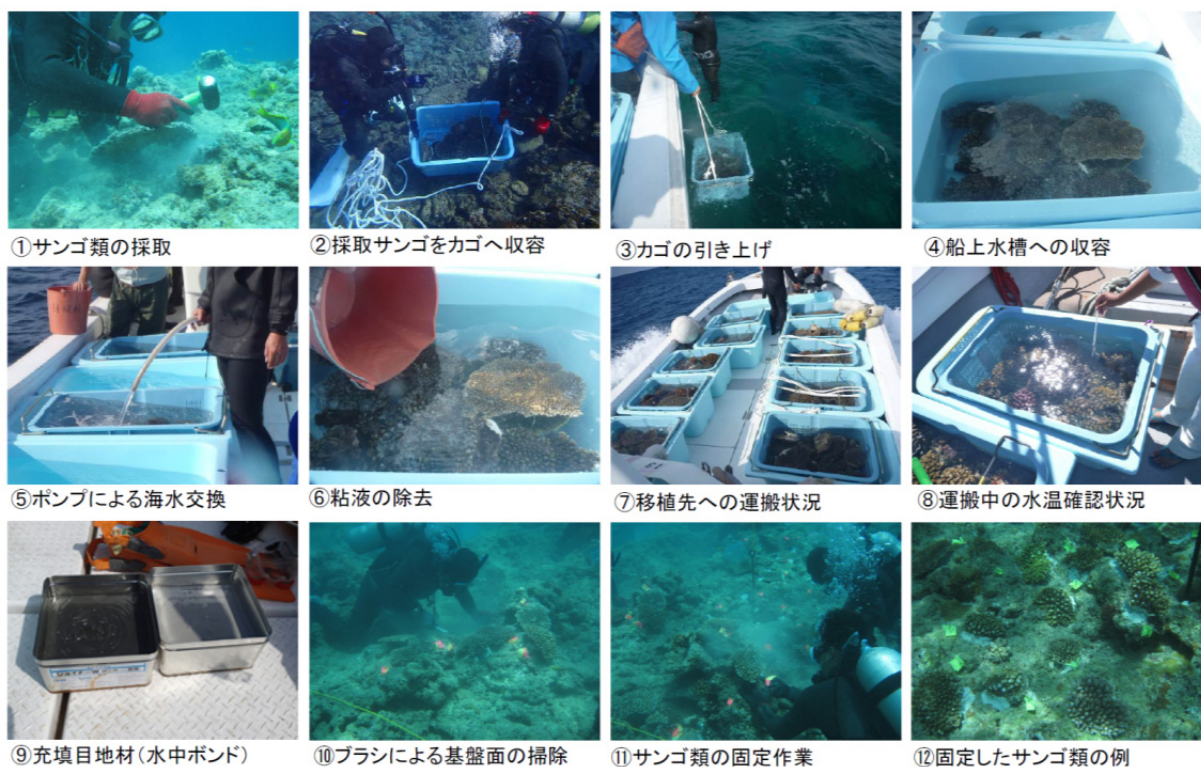 ①サンゴ類の採取
②採取サンゴをカゴへ収容
③カゴの引き上げ
④船上水槽への収容
⑤ポンプによる海水交換
⑥粘液の除去
⑦移植先への運搬状況
⑧運搬中の水温確認状況
⑨充填目地材(水中ボンド)
⑩ブラシによる基盤面の掃除
⑪サンゴ類の固定作業
⑫固定したサンゴ類の例